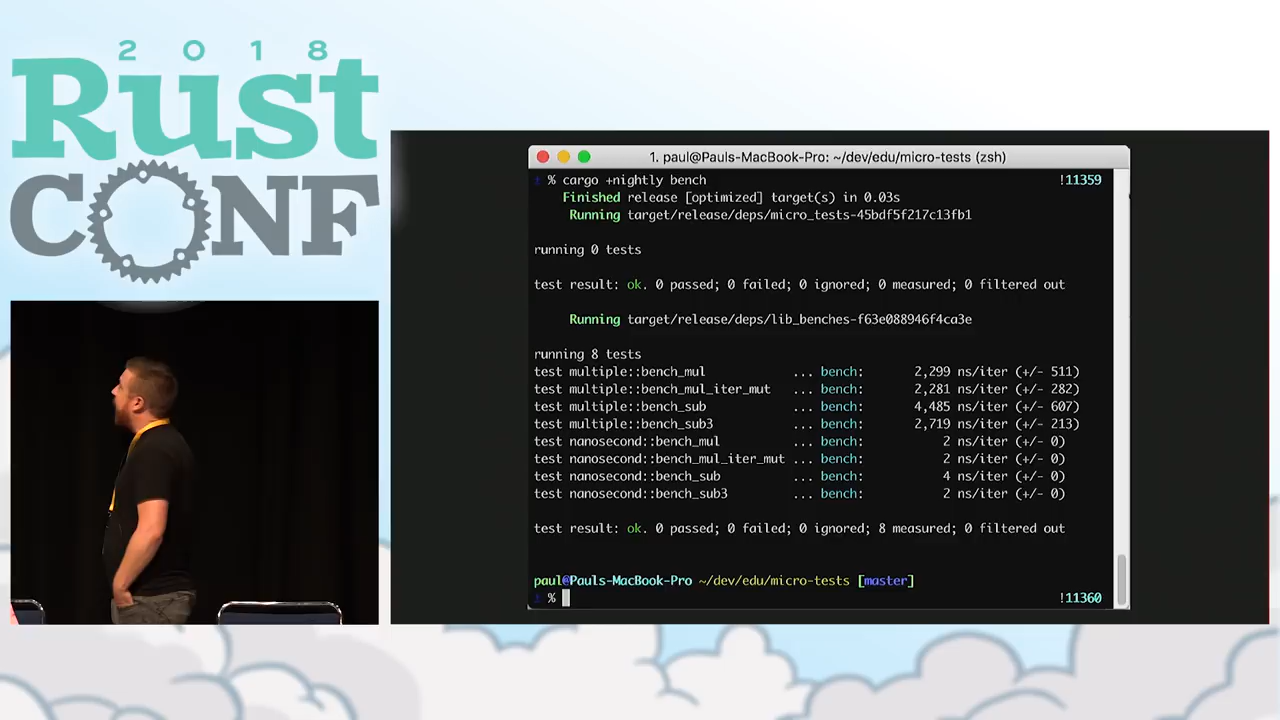 2018
Rust
CONF
1. paul@Pauls-MacBook-Pro: ~/dev/edu/micro-tests (zsh)
% cargo +nightly bench !11359
Finished release [optimized] target(s) in 0.03s
Running target/release/deps/micro_tests-45bdf5f217c13fb1
running 0 tests
test result: ok. 0 passed; 0 failed; 0 ignored; 0 measured; 0 filtered out
Running target/release/deps/lib_benches-f63e088946f4ca3e
running 8 tests
test multiple::bench_mul ... bench: 2,299 ns/iter (+/- 511)
test multiple::bench_mul_iter_mut ... bench: 2,281 ns/iter (+/- 282)
test multiple::bench_sub ... bench: 4,485 ns/iter (+/- 607)
test multiple::bench_sub3 ... bench: 2,719 ns/iter (+/- 213)
test nanosecond::bench_mul ... bench: 2 ns/iter (+/- 0)
test nanosecond::bench_mul_iter_mut ... bench: 2 ns/iter (+/- 0)
test nanosecond::bench_sub ... bench: 4 ns/iter (+/- 0)
test nanosecond::bench_sub3 ... bench: 2 ns/iter (+/- 0)
test result: ok. 0 passed; 0 failed; 0 ignored; 8 measured; 0 filtered out
paul@Pauls-MacBook-Pro ~/dev/edu/micro-tests [master]
% !11360